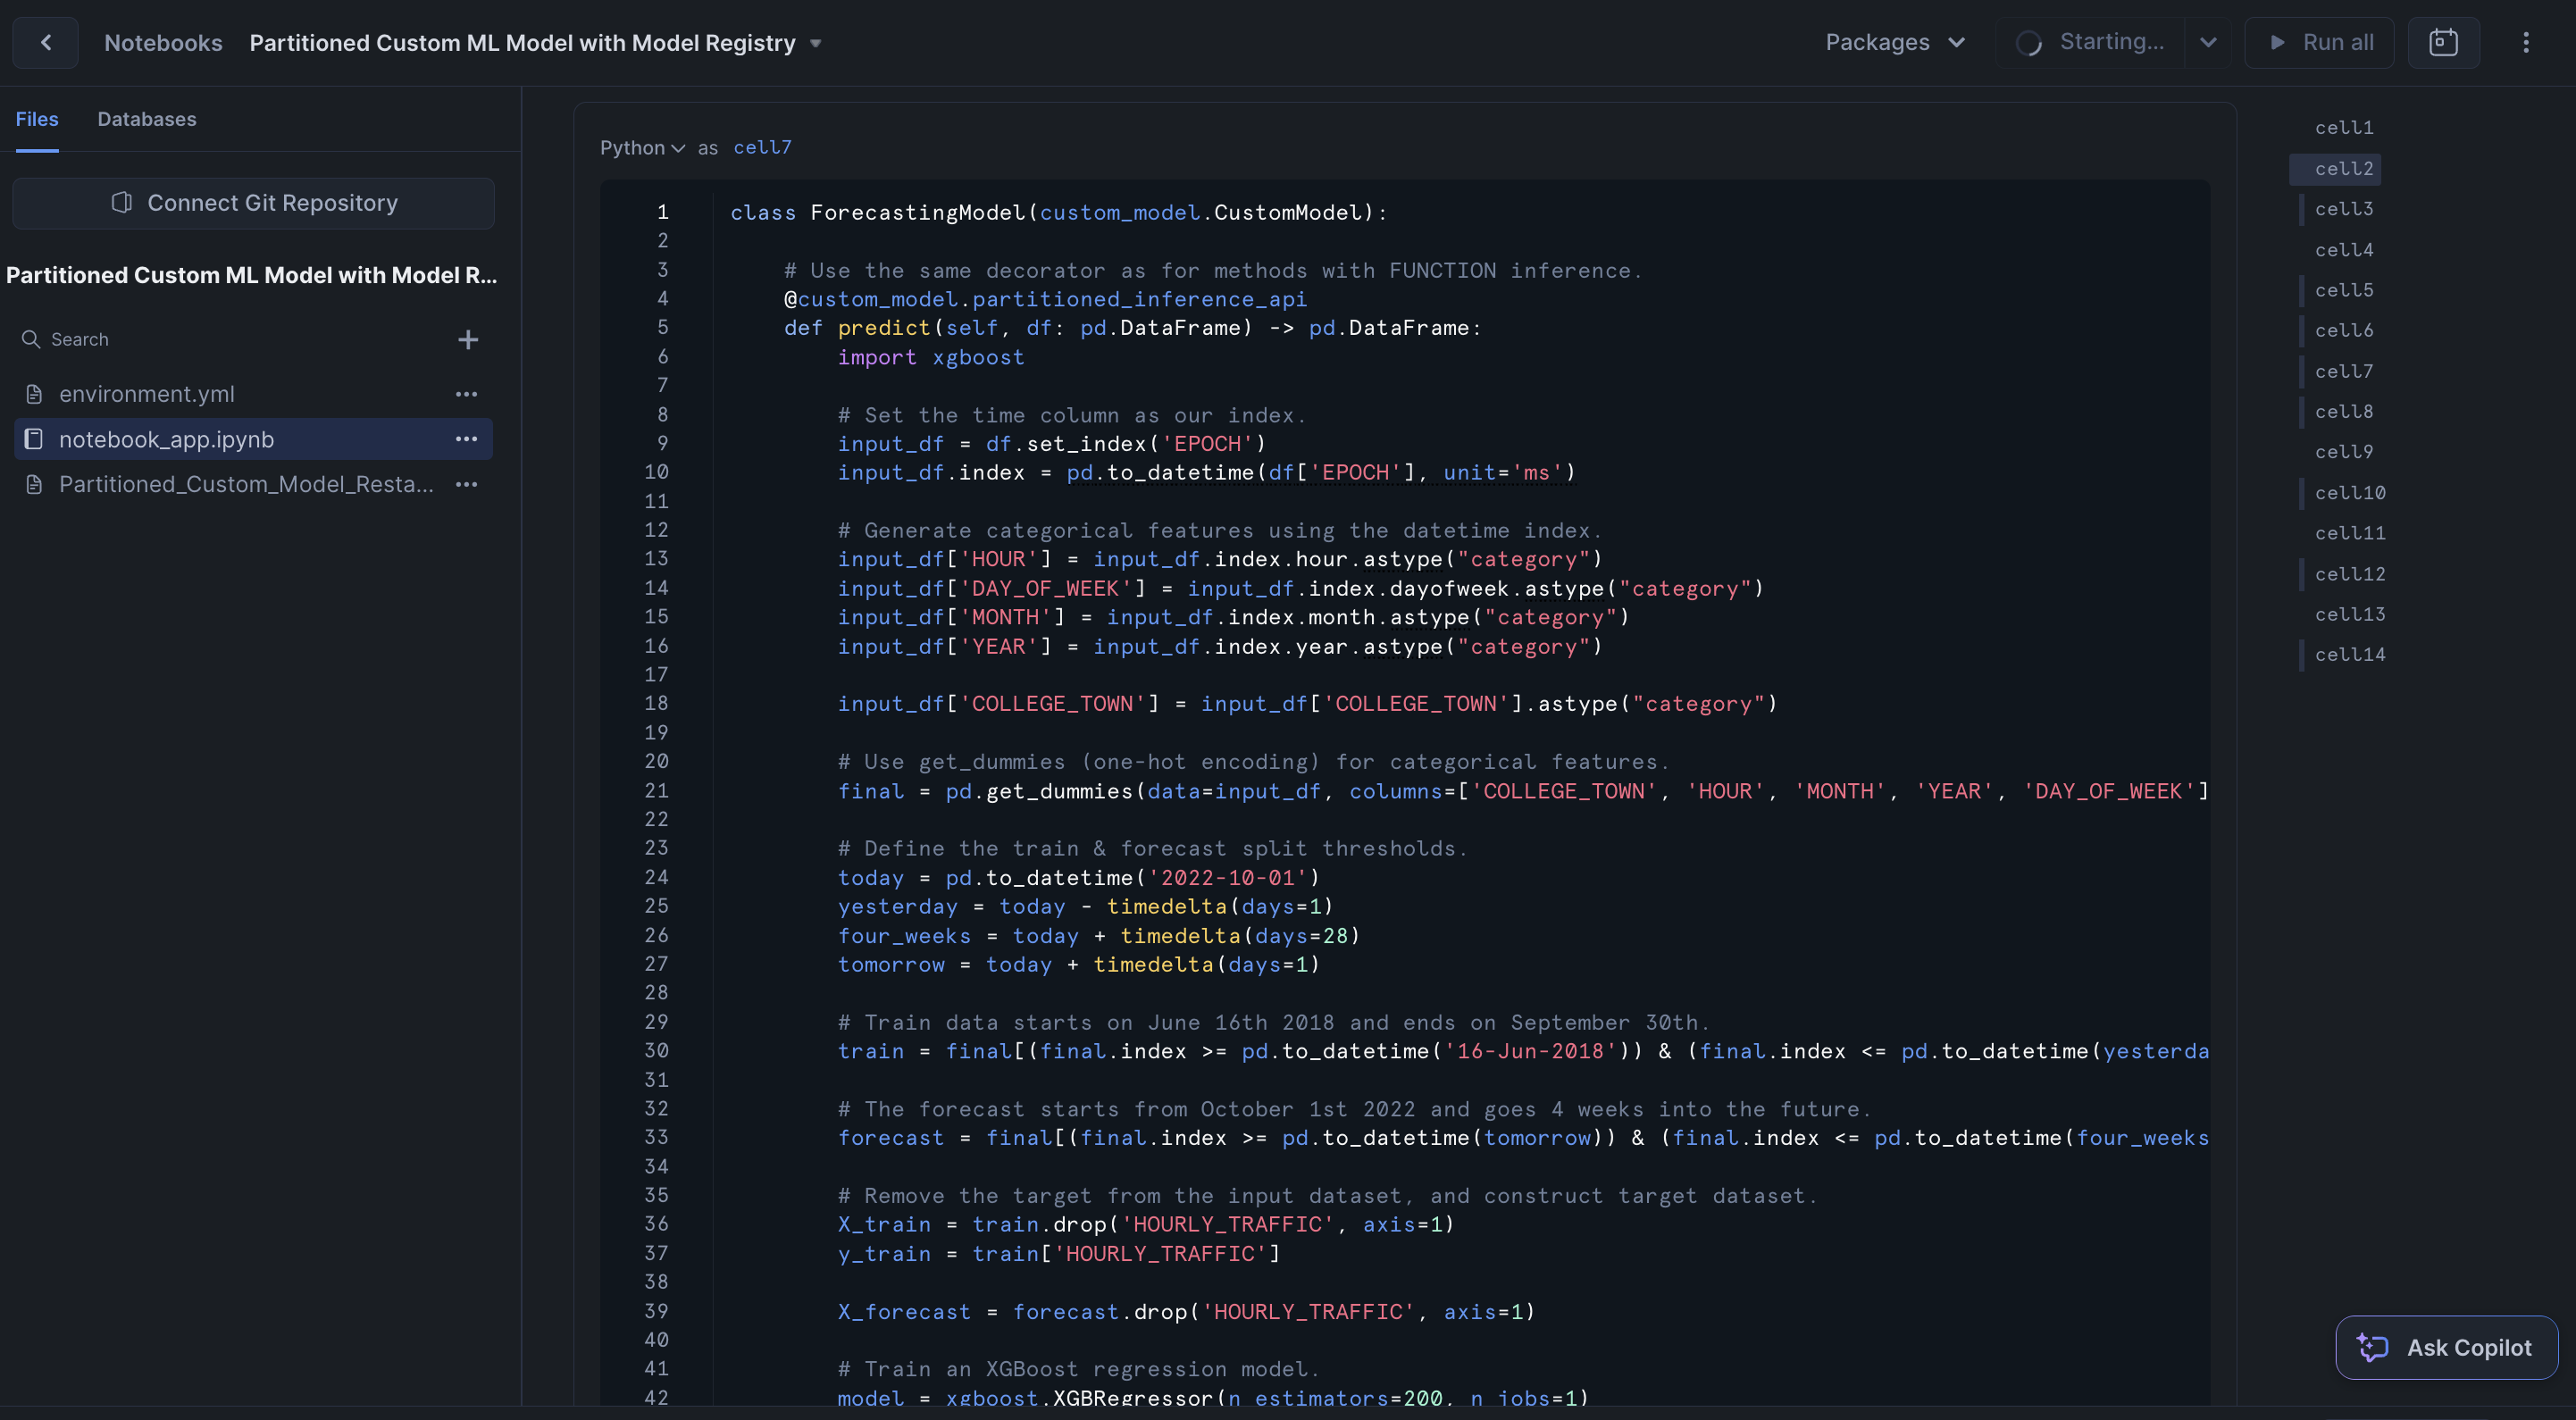 Notebooks Partitioned Custom ML Model with Model Registry Packages Starting... Run all
Files Databases
Connect Git Repository
Partitioned Custom ML Model with Model R...
Search
environment.yml
notebook_app.ipynb
Partitioned_Custom_Model_Resta...
Python as cell7
1 class ForecastingModel(custom_model.CustomModel):
2
3 # Use the same decorator as for methods with FUNCTION inference.
4 @custom_model.partitioned_inference_api
5 def predict(self, df: pd.DataFrame) -> pd.DataFrame:
6 import xgboost
7
8 # Set the time column as our index.
9 input_df = df.set_index('EPOCH')
10 input_df.index = pd.to_datetime(df['EPOCH'], unit='ms')
11
12 # Generate categorical features using the datetime index.
13 input_df['HOUR'] = input_df.index.hour.astype("category")
14 input_df['DAY_OF_WEEK'] = input_df.index.dayofweek.astype("category")
15 input_df['MONTH'] = input_df.index.month.astype("category")
16 input_df['YEAR'] = input_df.index.year.astype("category")
17
18 input_df['COLLEGE_TOWN'] = input_df['COLLEGE_TOWN'].astype("category")
19
20 # Use get_dummies (one-hot encoding) for categorical features.
21 final = pd.get_dummies(data=input_df, columns=['COLLEGE_TOWN', 'HOUR', 'MONTH', 'YEAR', 'DAY_OF_WEEK']
22
23 # Define the train & forecast split thresholds.
24 today = pd.to_datetime('2022-10-01')
25 yesterday = today - timedelta(days=1)
26 four_weeks = today + timedelta(days=28)
27 tomorrow = today + timedelta(days=1)
28
29 # Train data starts on June 16th 2018 and ends on September 30th.
30 train = final[(final.index >= pd.to_datetime('16-Jun-2018')) & (final.index <= pd.to_datetime(yesterda
31
32 # The forecast starts from October 1st 2022 and goes 4 weeks into the future.
33 forecast = final[(final.index >= pd.to_datetime(tomorrow)) & (final.index <= pd.to_datetime(four_weeks
34
35 # Remove the target from the input dataset, and construct target dataset.
36 X_train = train.drop('HOURLY_TRAFFIC', axis=1)
37 y_train = train['HOURLY_TRAFFIC']
38
39 X_forecast = forecast.drop('HOURLY_TRAFFIC', axis=1)
40
41 # Train an XGBoost regression model.
42 model = xgboost.XGBRegressor(n_estimators=200, n_jobs=1)
cell1
cell2
cell3
cell4
cell5
cell6
cell7
cell8
cell9
cell10
cell11
cell12
cell13
cell14
Ask Copilot